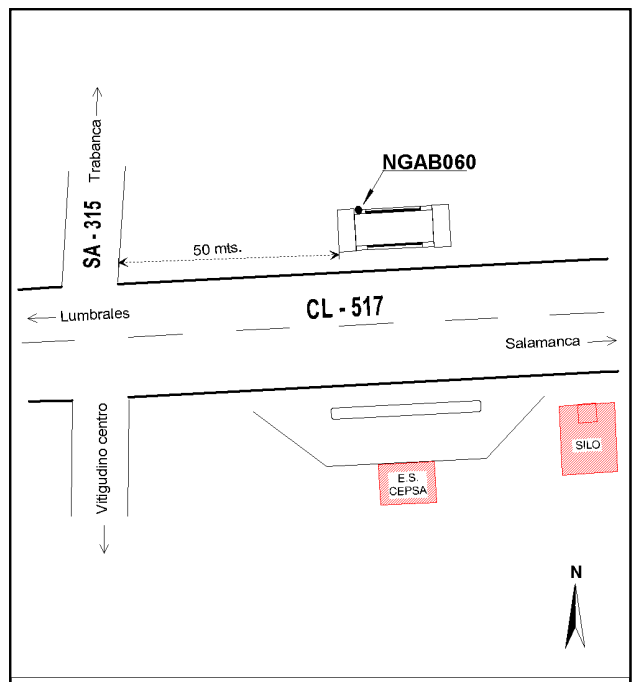 Trabanca
SA - 315
NGAB060
50 mts.
CL - 517
Lumbrales
Salamanca
Vitigudino centro
SILO
E.S.
CEPSA
N